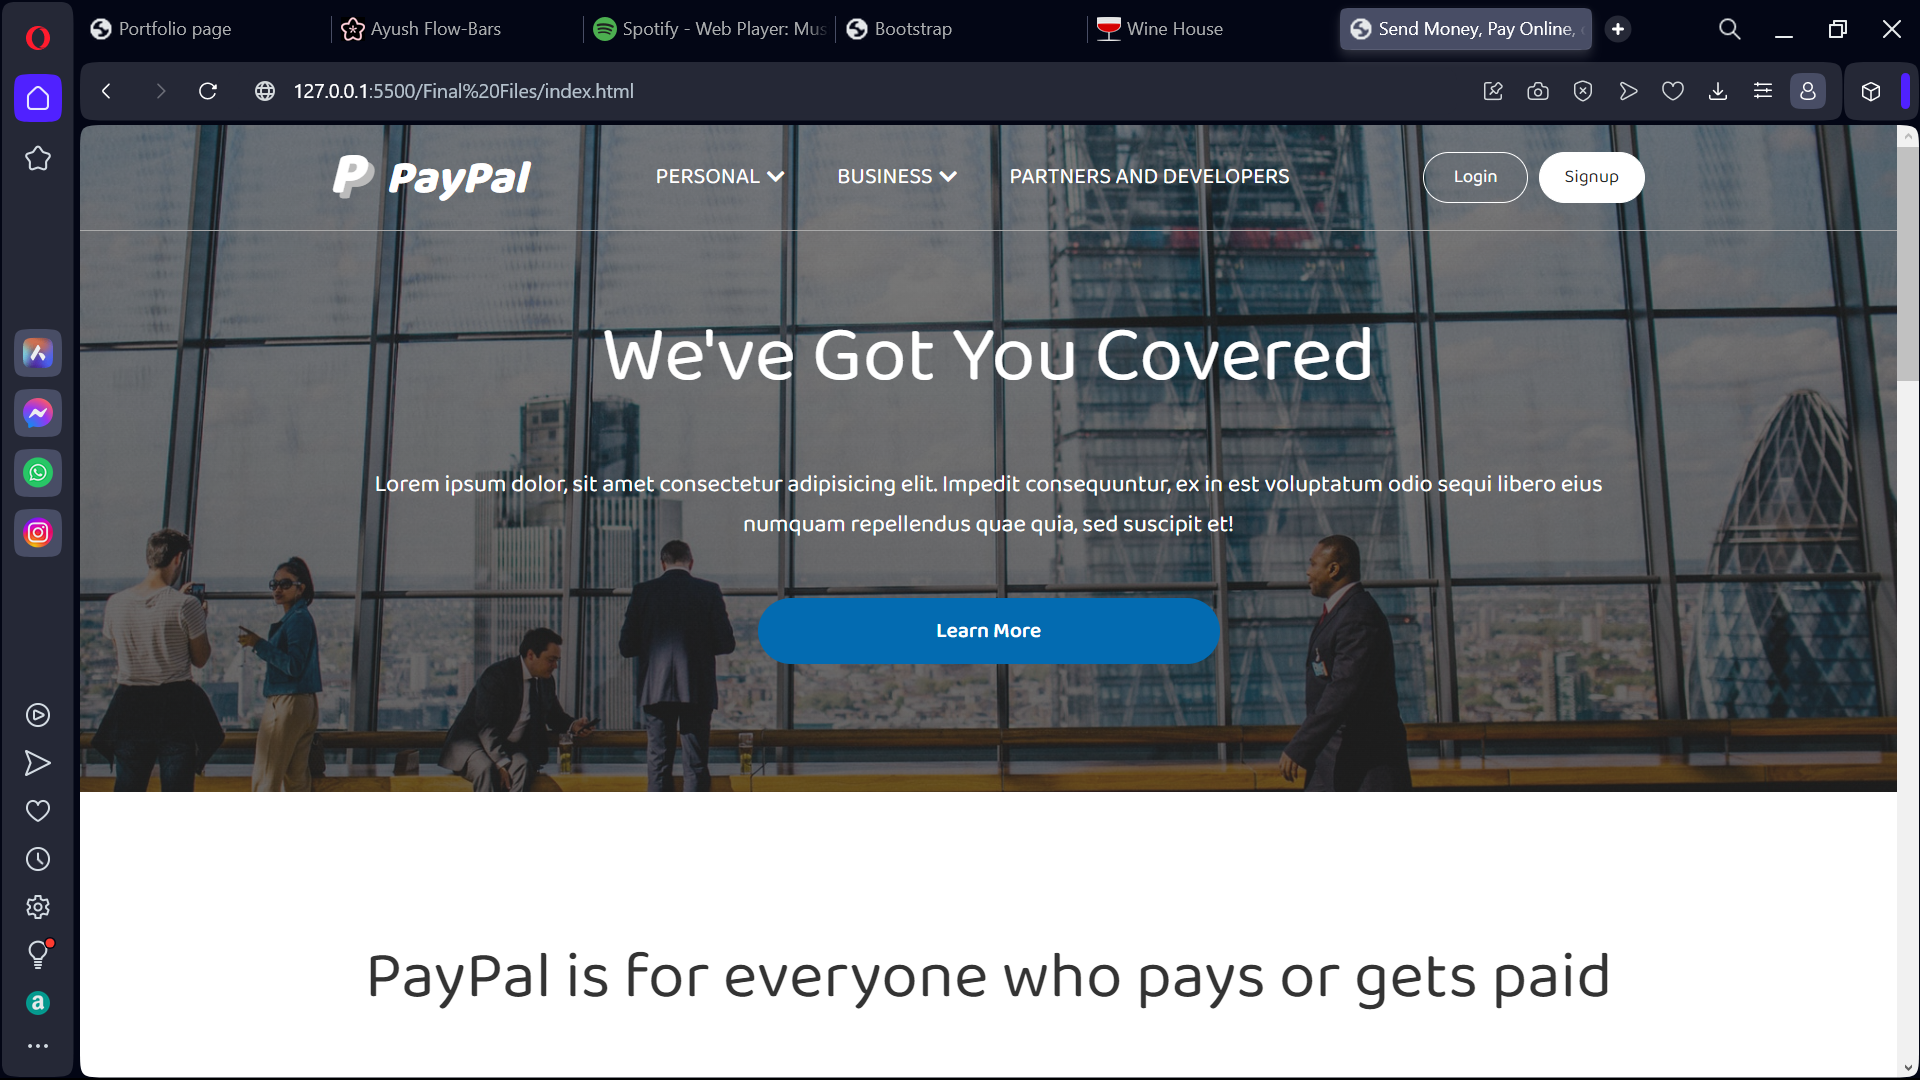 Portfolio page
Ayush Flow-Bars
Spotify - Web Player: Mus
Bootstrap
Wine House
Send Money, Pay Online,
127.0.0.1:5500/Final%20Files/index.html
PayPal
PERSONAL
BUSINESS
PARTNERS AND DEVELOPERS
Login
Signup
We've Got You Covered
Lorem ipsum dolor, sit amet consectetur adipisicing elit. Impedit consequuntur, ex in est voluptatum odio sequi libero eius
numquam repellendus quae quia, sed suscipit et!
Learn More
PayPal is for everyone who pays or gets paid